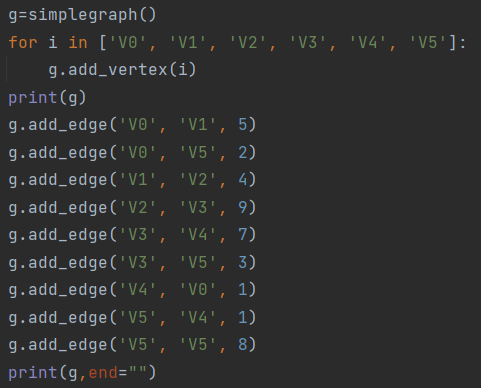 g=simplegraph()
for i in ['V0', 'V1', 'V2', 'V3', 'V4', 'V5']:
    g.add_vertex(i)
print(g)
g.add_edge('V0', 'V1', 5)
g.add_edge('V0', 'V5', 2)
g.add_edge('V1', 'V2', 4)
g.add_edge('V2', 'V3', 9)
g.add_edge('V3', 'V4', 7)
g.add_edge('V3', 'V5', 3)
g.add_edge('V4', 'V0', 1)
g.add_edge('V5', 'V4', 1)
g.add_edge('V5', 'V5', 8)
print(g,end="")